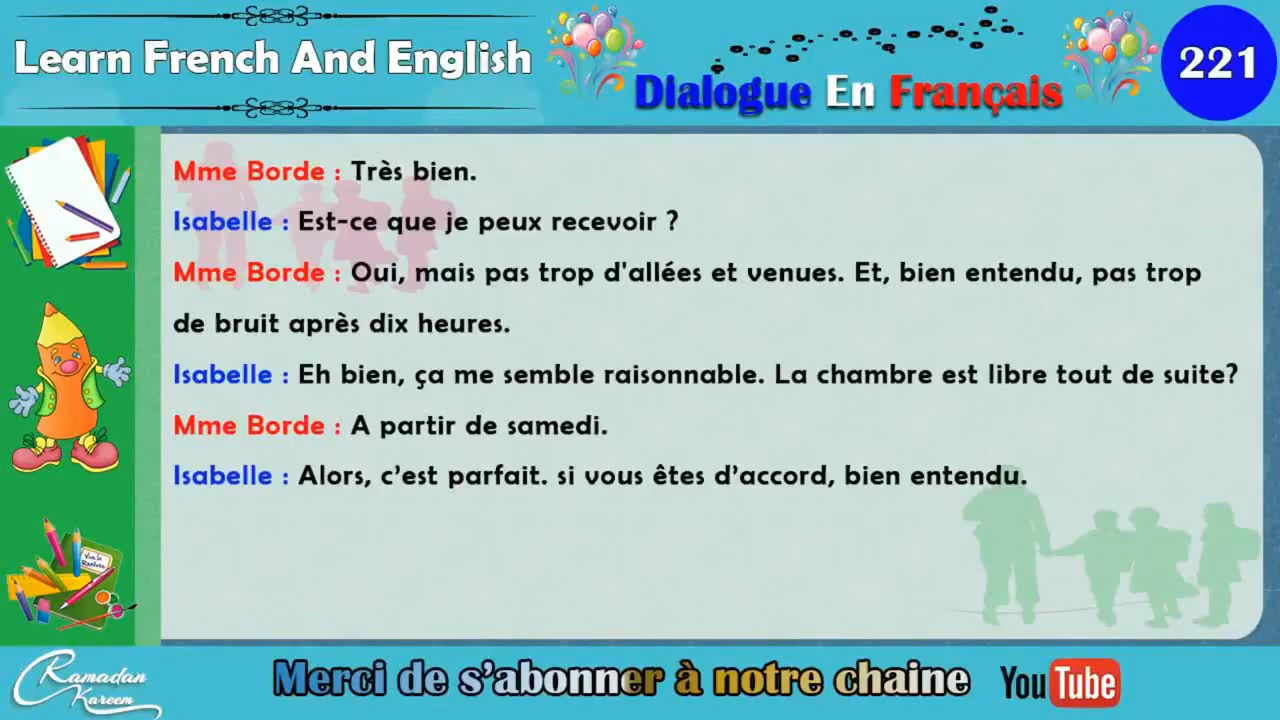 Learn French And English
Dialogue En Français
221
Mme Borde : Très bien.
Isabelle : Est-ce que je peux recevoir ?
Mme Borde : Oui, mais pas trop d'allées et venues. Et, bien entendu, pas trop
de bruit après dix heures.
Isabelle : Eh bien, ça me semble raisonnable. La chambre est libre tout de suite?
Mme Borde : A partir de samedi.
Isabelle : Alors, c’est parfait. si vous êtes d’accord, bien entendu.
Vive la
Rentrée
Ramadan
Kareem
Merci de s’abonner à notre chaine
YouTube